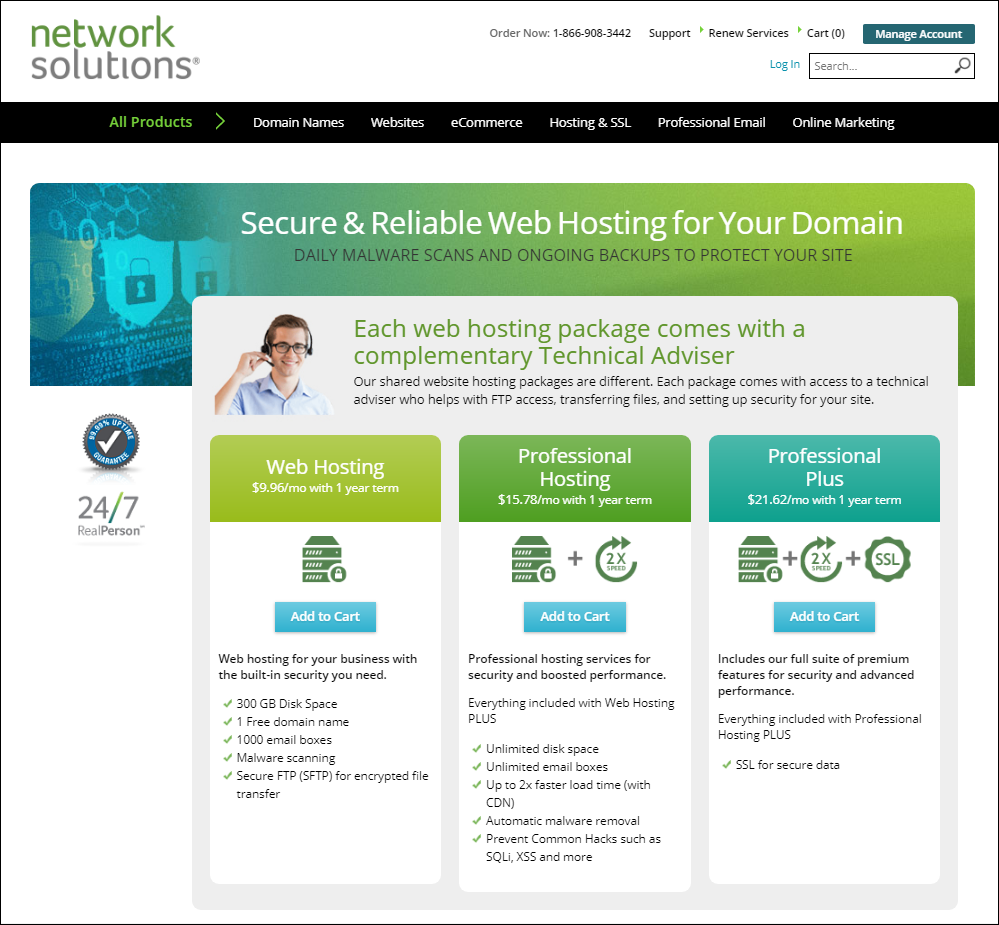 network
solutions®
Order Now: 1-866-908-3442 Support Renew Services Cart (0) Manage Account
Log In Search...
All Products Domain Names Websites eCommerce Hosting & SSL Professional Email Online Marketing
Secure & Reliable Web Hosting for Your Domain
DAILY MALWARE SCANS AND ONGOING BACKUPS TO PROTECT YOUR SITE
Each web hosting package comes with a
complementary Technical Adviser
Our shared website hosting packages are different. Each package comes with access to a technical
adviser who helps with FTP access, transferring files, and setting up security for your site.
99.99% UPTIME
GUARANTEE
24/7
RealPerson™
Web Hosting
$9.96/mo with 1 year term
Add to Cart
Web hosting for your business with
the built-in security you need.
300 GB Disk Space
1 Free domain name
1000 email boxes
Malware scanning
Secure FTP (SFTP) for encrypted file
transfer
Professional
Hosting
$15.78/mo with 1 year term
+ 2X
SPEED
Add to Cart
Professional hosting services for
security and boosted performance.
Everything included with Web Hosting
PLUS
Unlimited disk space
Unlimited email boxes
Up to 2x faster load time (with
CDN)
Automatic malware removal
Prevent Common Hacks such as
SQLi, XSS and more
Professional
Plus
$21.62/mo with 1 year term
+ 2X + SSL
SPEED
Add to Cart
Includes our full suite of premium
features for security and advanced
performance.
Everything included with Professional
Hosting PLUS
SSL for secure data